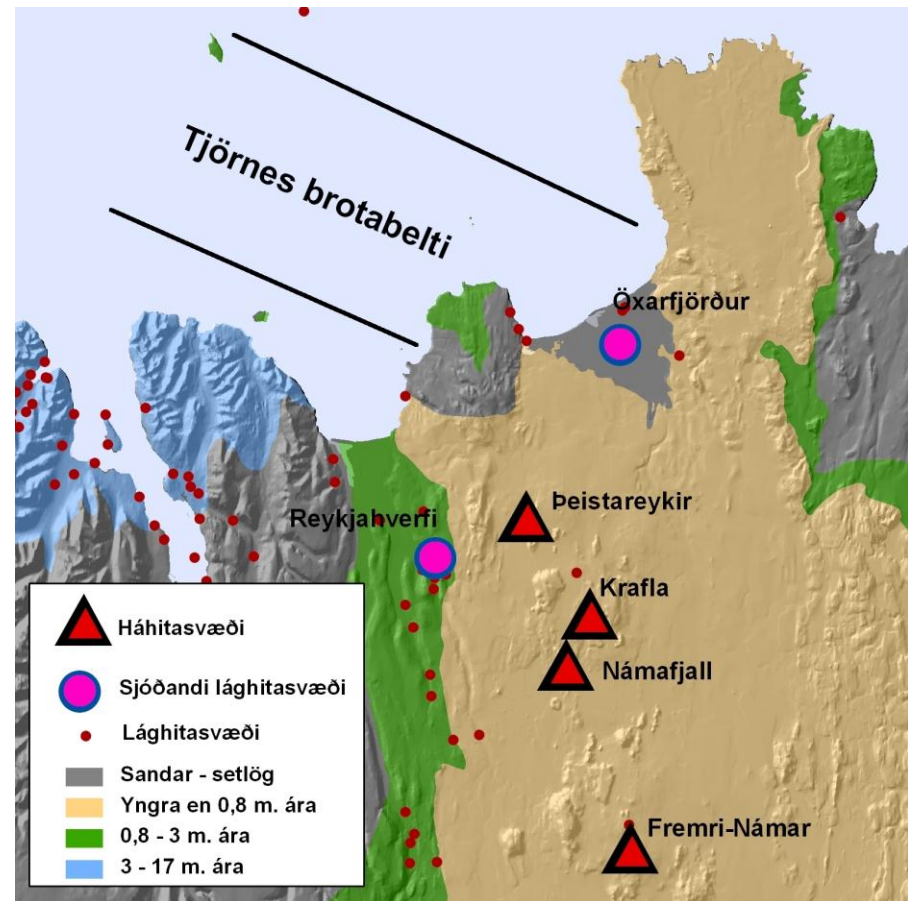 Tjörnes brotabelti
Öxarfjörður
Þeistareykir
Reykjahverfi
Krafla
Námafjall
Fremri-Námar
Háhitasvæði
Sjóðandi lághitasvæði
Lághitasvæði
Sandar - setlög
Yngra en 0,8 m. ára
0,8 - 3 m. ára
3 - 17 m. ára